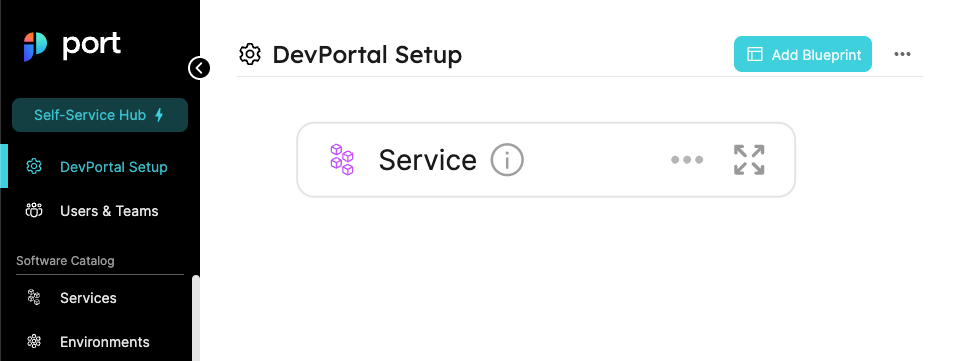 port
Self-Service Hub
DevPortal Setup
Users & Teams
Software Catalog
Services
Environments
DevPortal Setup
Add Blueprint
Service